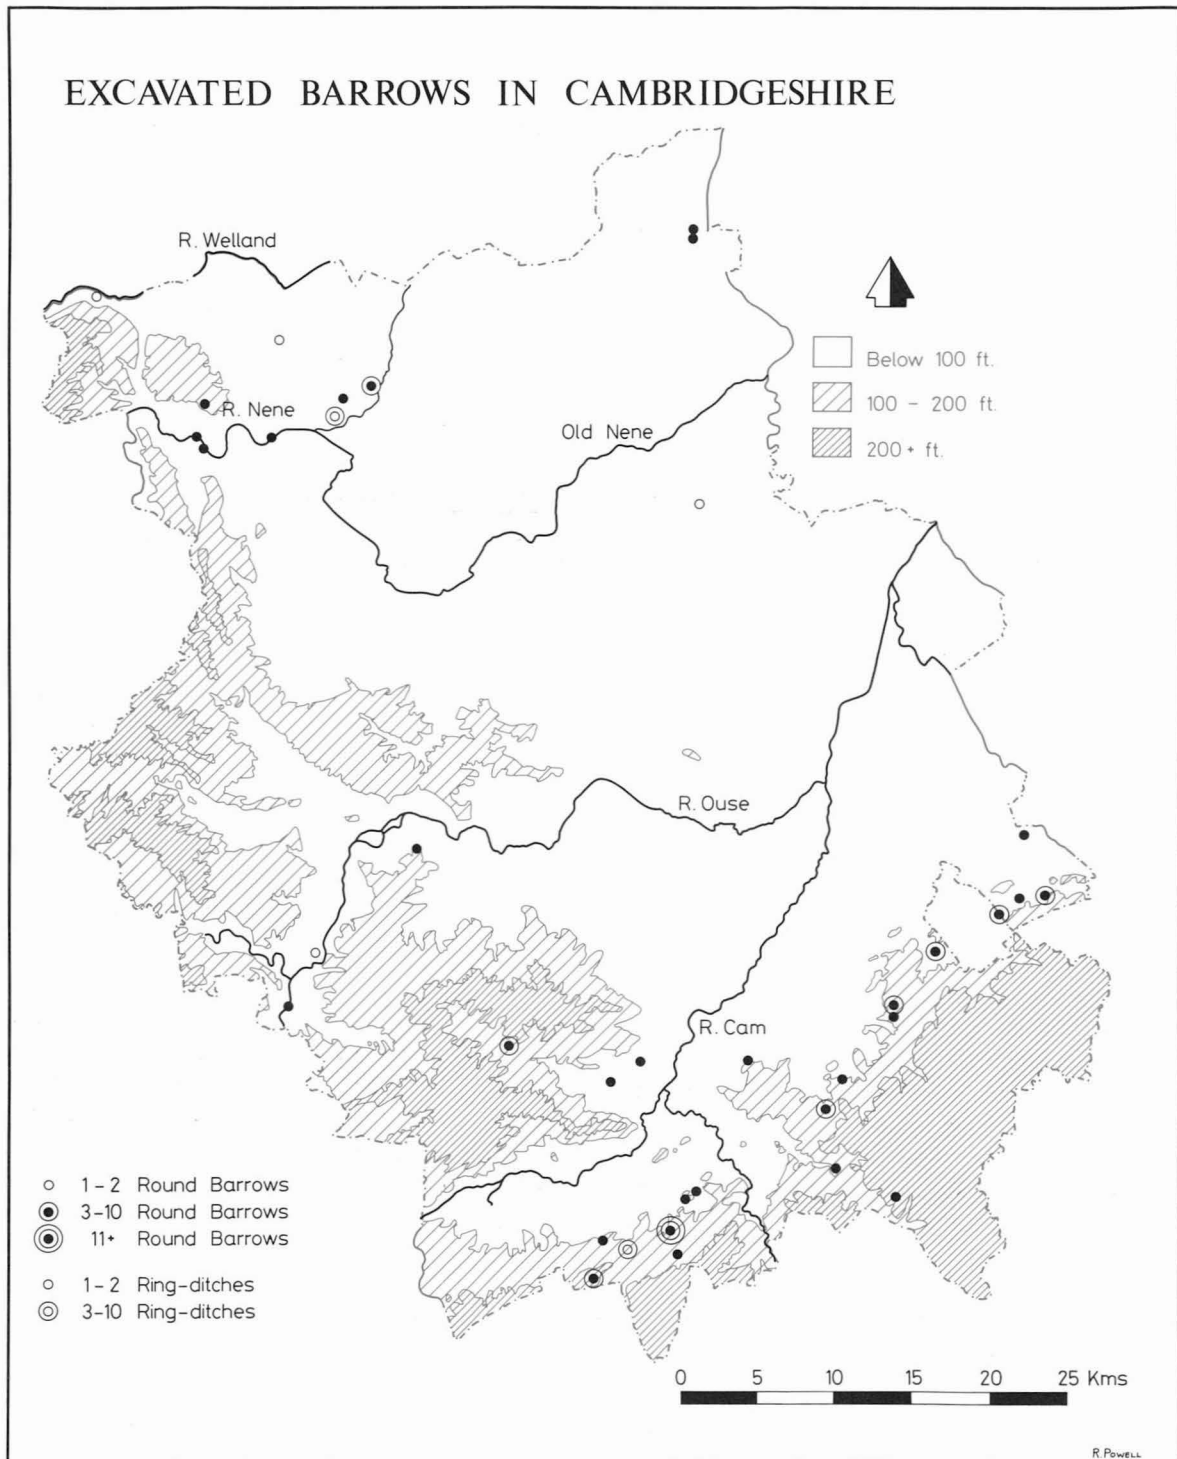 EXCAVATED BARROWS IN CAMBRIDGESHIRE
R. Welland
Below 100 ft.
100 - 200 ft.
200+ ft.
R. Nene
Old Nene
R. Ouse
R. Cam
1-2 Round Barrows
3-10 Round Barrows
11+ Round Barrows
1-2 Ring-ditches
3-10 Ring-ditches
0 5 10 15 20 25 Kms
R. POWELL